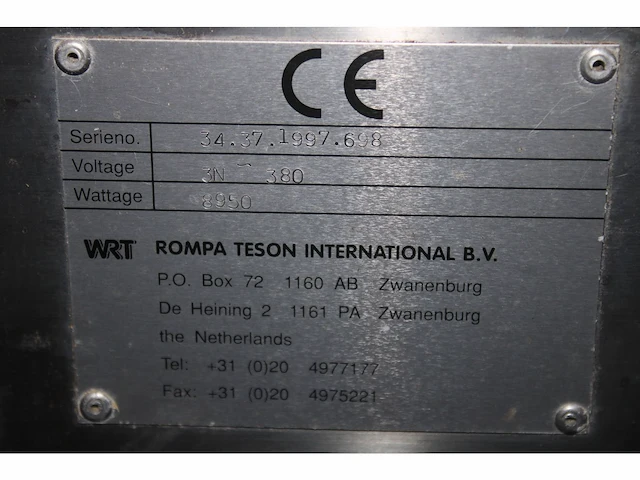 CE
Serieno. 34.37.1997.698
Voltage 3N ~ 380
Wattage 8950
WRT ROMPA TESON INTERNATIONAL B.V.
P.O. Box 72 1160 AB Zwanenburg
De Heining 2 1161 PA Zwanenburg
the Netherlands
Tel: +31 (0)20 4977177
Fax: +31 (0)20 4975221